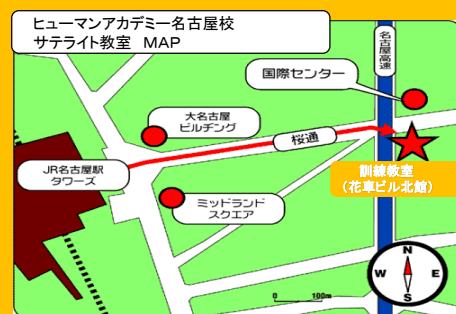 ヒューマンアカデミー名古屋校
サテライト教室　MAP
名古屋高速
国際センター
大名古屋
ビルヂング
桜通
JR名古屋駅
タワーズ
訓練教室
（花車ビル北館）
ミッドランド
スクエア
N
W E
S
0 100m